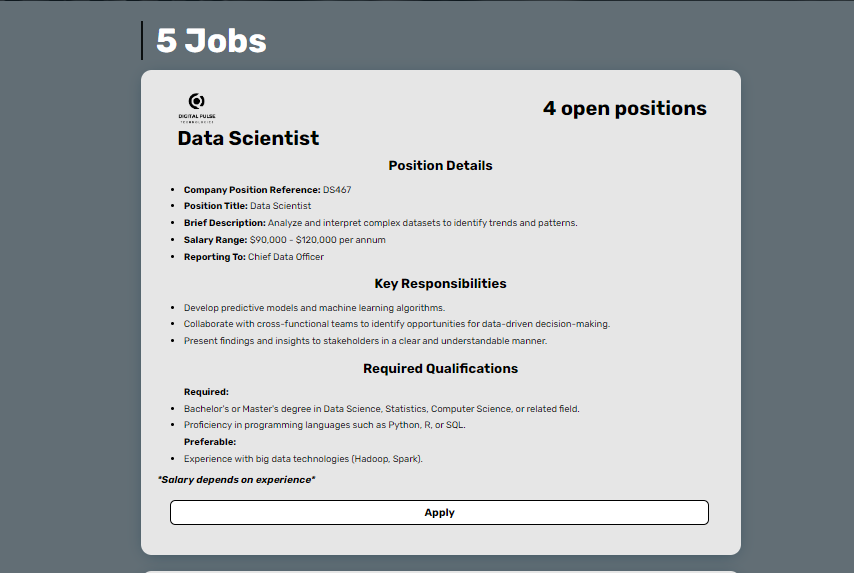 5 Jobs
DIGITAL PULSE
TECHNOLOGIES
4 open positions
Data Scientist
Position Details
Company Position Reference: DS467
Position Title: Data Scientist
Brief Description: Analyze and interpret complex datasets to identify trends and patterns.
Salary Range: $90,000 - $120,000 per annum
Reporting To: Chief Data Officer
Key Responsibilities
Develop predictive models and machine learning algorithms.
Collaborate with cross-functional teams to identify opportunities for data-driven decision-making.
Present findings and insights to stakeholders in a clear and understandable manner.
Required Qualifications
Required:
Bachelor's or Master's degree in Data Science, Statistics, Computer Science, or related field.
Proficiency in programming languages such as Python, R, or SQL.
Preferable:
Experience with big data technologies (Hadoop, Spark).
*Salary depends on experience*
Apply